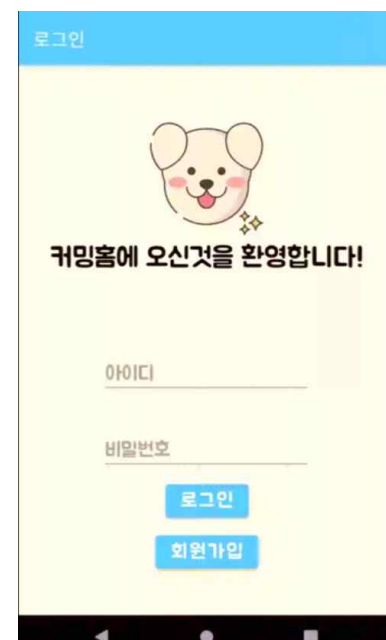 로그인
커밍홈에 오신것을 환영합니다!
아이디
비밀번호
로그인
회원가입